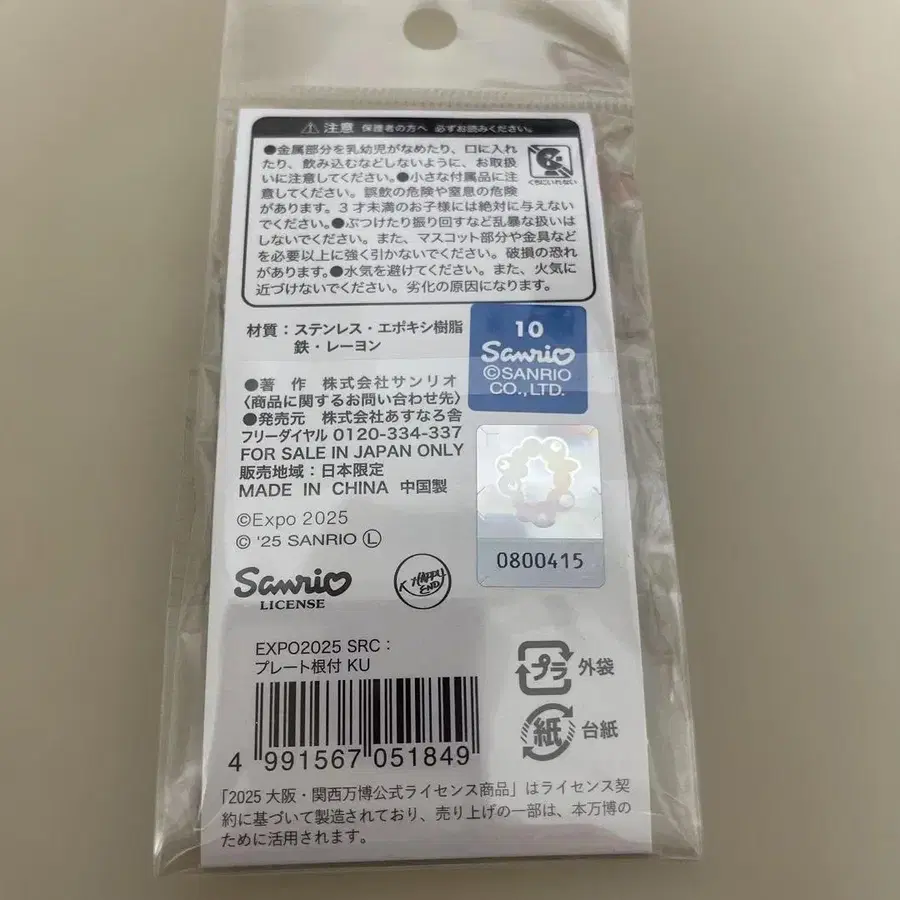 ⚠注意 保護者の方へ 必ずお読みください。
●金属部分を乳幼児がなめたり、口に入れ
たり、飲み込むなどしないように、お取扱
いに注意してください。●小さな付属品に注
意してください。誤飲の危険や窒息の危険
があります。3才未満のお子様には絶対に与えない
でください。●ぶつけたり振り回すなど乱暴な扱いは
しないでください。また、マスコット部分や金具など
を必要以上に強く引かないでください。破損の恐れ
があります。●水気を避けてください。また、火気に
近づけないでください。劣化の原因になります。
くちにいれない
材質：ステンレス・エポキシ樹脂
鉄・レーヨン
10
Sanrio
©SANRIO
CO.,LTD.
●著 作 株式会社サンリオ
〈商品に関するお問い合わせ先〉
●発売元 株式会社あすなろ舎
フリーダイヤル 0120-334-337
FOR SALE IN JAPAN ONLY
販売地域：日本限定
MADE IN CHINA 中国製
©Expo 2025
© '25 SANRIO Ⓛ
0800415
Sanrio
LICENSE
K HAPPY
END
EXPO2025 SRC：
プレート根付 KU
4 991567 051849
プラ 外袋
紙 台紙
「2025 大阪・関西万博公式ライセンス商品」はライセンス契
約に基づいて製造されており、売り上げの一部は、本万博の
ために活用されます。